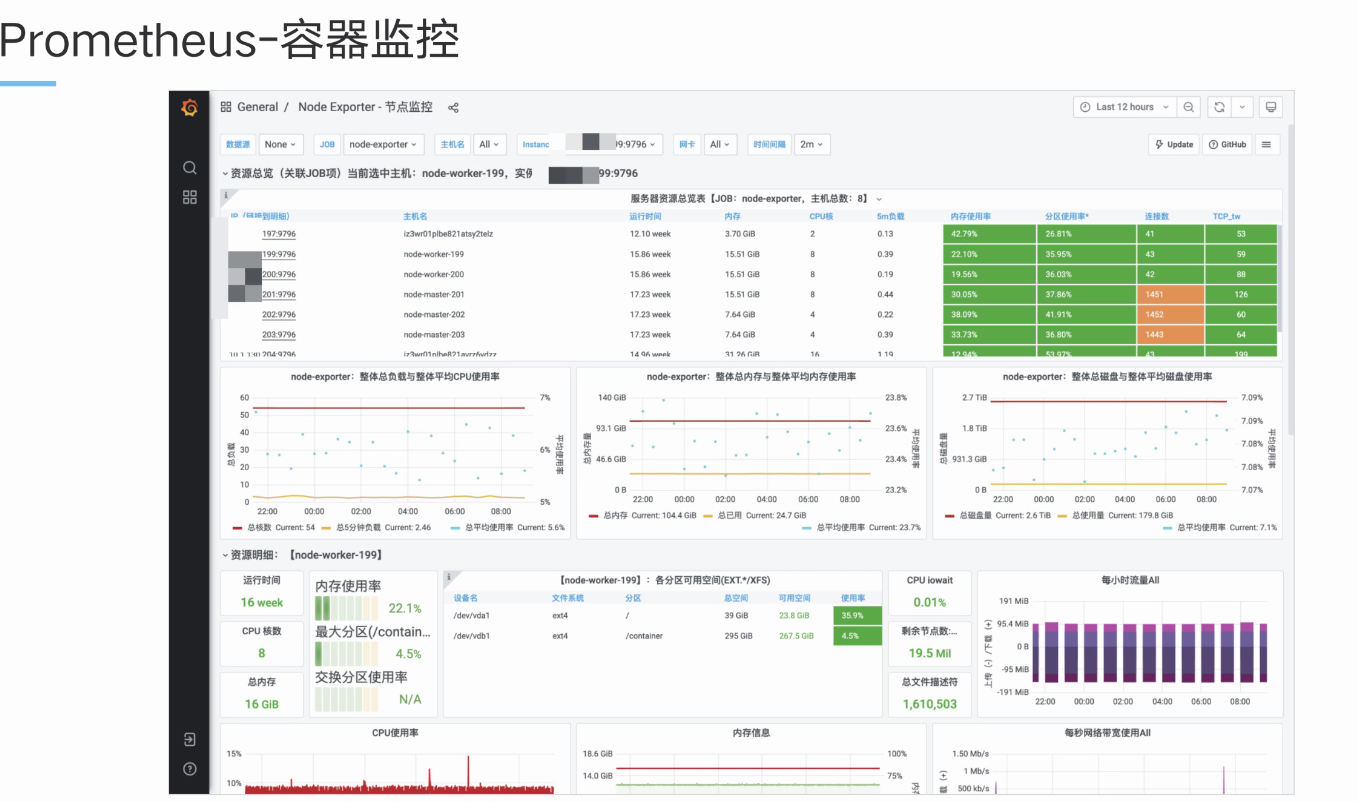 Prometheus-容器监控
General / Node Exporter - 节点监控
Last 12 hours
数据源 None JOB node-exporter 主机名 All Instanc 9:9796 网卡 All 时间间隔 2m Update GitHub
资源总览（关联JOB项）当前选中主机：node-worker-199，实例 99:9796
服务器资源总览表【JOB：node-exporter，主机总数：8】
IP（链接到明细） 主机名 运行时间 内存 CPU核 5m负载 内存使用率 分区使用率* 连接数 TCP_tw
197:9796 iz3wr01plbe821atsy2telz 12.10 week 3.70 GiB 2 0.13 42.79% 26.81% 41 53
199:9796 node-worker-199 15.86 week 15.51 GiB 8 0.39 22.10% 35.95% 43 59
200:9796 node-worker-200 15.86 week 15.51 GiB 8 0.19 19.56% 36.03% 42 88
201:9796 node-master-201 17.23 week 15.51 GiB 8 0.44 30.05% 37.86% 1451 126
202:9796 node-master-202 17.23 week 7.64 GiB 4 0.22 38.09% 41.91% 1452 60
203:9796 node-master-203 17.23 week 7.64 GiB 4 0.39 33.73% 36.80% 1443 64
204:9796 14.96 week 31.26 GiB 16 1.19 12.94% 53.97% 43 199
node-exporter：整体总负载与整体平均CPU使用率
60
50
40
30
20
10
0
7%
6%
5%
总负载
平均使用率
22:00 00:00 02:00 04:00 06:00 08:00
总核数 Current: 54 总5分钟负载 Current: 2.46 总平均使用率 Current: 5.6%
node-exporter：整体总内存与整体平均内存使用率
140 GiB
93.1 GiB
46.6 GiB
0 B
23.8%
23.6%
23.4%
23.2%
总内存量
平均使用率
22:00 00:00 02:00 04:00 06:00 08:00
总内存 Current: 104.4 GiB 总已用 Current: 24.7 GiB
总平均使用率 Current: 23.7%
node-exporter：整体总磁盘与整体平均磁盘使用率
2.7 TiB
1.8 TiB
931.3 GiB
0 B
7.09%
7.09%
7.08%
7.08%
7.07%
总磁盘量
平均使用率
22:00 00:00 02:00 04:00 06:00 08:00
总磁盘量 Current: 2.6 TiB 总使用量 Current: 179.8 GiB
总平均使用率 Current: 7.1%
资源明细：【node-worker-199】
运行时间
16 week
CPU 核数
8
总内存
16 GiB
内存使用率
22.1%
最大分区(/contain...
4.5%
交换分区使用率
N/A
【node-worker-199】：各分区可用空间(EXT.*/XFS)
设备名 文件系统 分区 总空间 可用空间 使用率
/dev/vda1 ext4 / 39 GiB 23.8 GiB 35.9%
/dev/vdb1 ext4 /container 295 GiB 267.5 GiB 4.5%
CPU iowait
0.01%
剩余节点数:...
19.5 Mil
总文件描述符
1,610,503
每小时流量All
191 MiB
95.4 MiB
0 B
-95 MiB
-191 MiB
上传 (-) /下载 (+)
22:00 00:00 02:00 04:00 06:00 08:00
CPU使用率
15%
10%
内存信息
18.6 GiB
14.0 GiB
100%
75%
每秒网络带宽使用All
1.50 Mb/s
1 Mb/s
500 kb/s
(+)